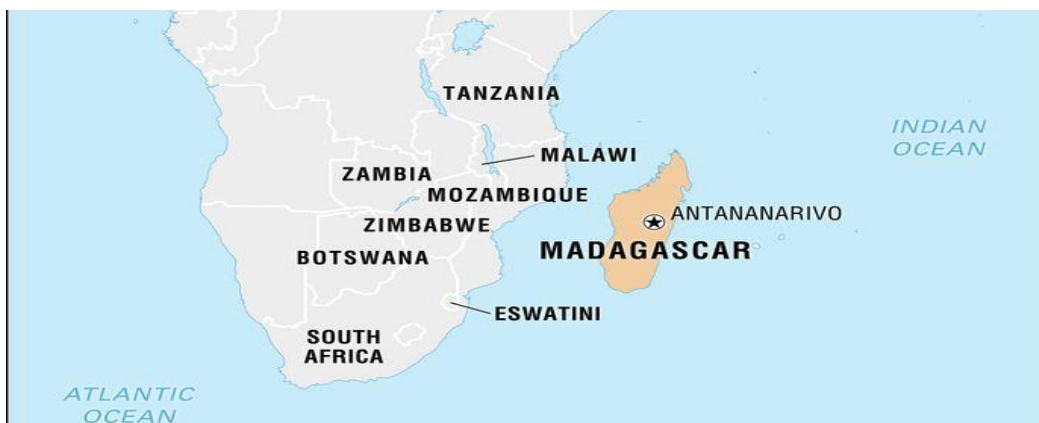 TANZANIA
INDIAN
OCEAN
MALAWI
ZAMBIA
MOZAMBIQUE
ANTANANARIVO
ZIMBABWE
MADAGASCAR
BOTSWANA
ESWATINI
SOUTH
AFRICA
ATLANTIC
OCEAN